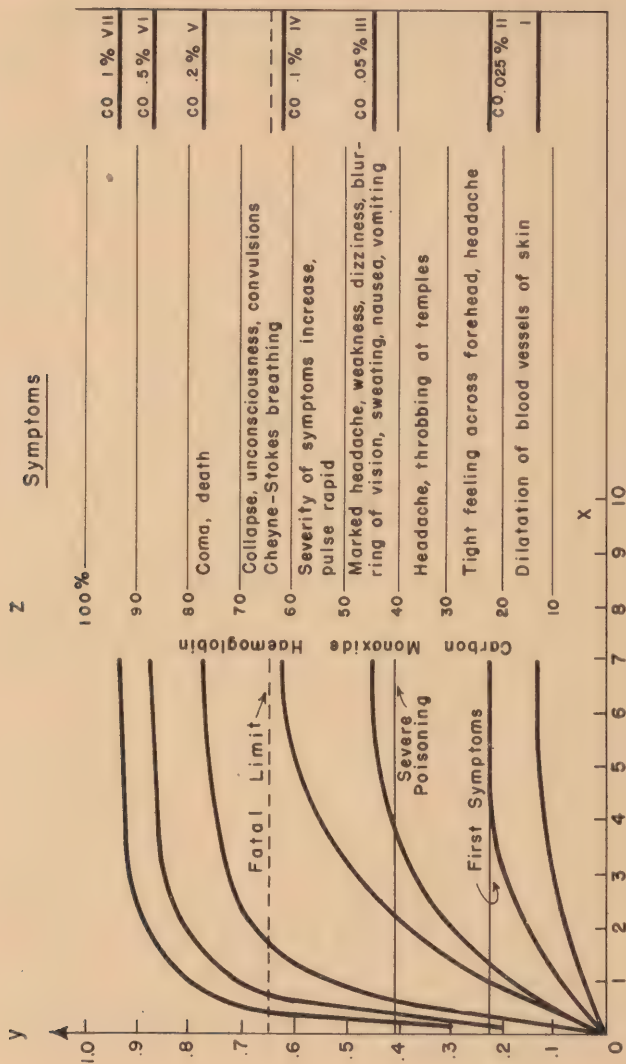 y
Z
Symptoms
1.0
.9
.8
.7
.6
.5
.4
.3
.2
.1
0
1
2
3
4
5
6
7
8
9
10
X
Fatal Limit
Severe
Poisoning
First Symptoms
Carbon Monoxide Haemoglobin
100%
90
80
70
60
50
40
30
20
10
Coma, death
Collapse, unconsciousness, convulsions
Cheyne-Stokes breathing
Severity of symptoms increase,
pulse rapid
Marked headache, weakness, dizziness, blur-
ring of vision, sweating, nausea, vomiting
Headache, throbbing at temples
Tight feeling across forehead, headache
Dilatation of blood vessels of skin
CO 1% VII
CO .5% VI
CO .2% V
CO .1% IV
CO .05% III
CO .025% II
I